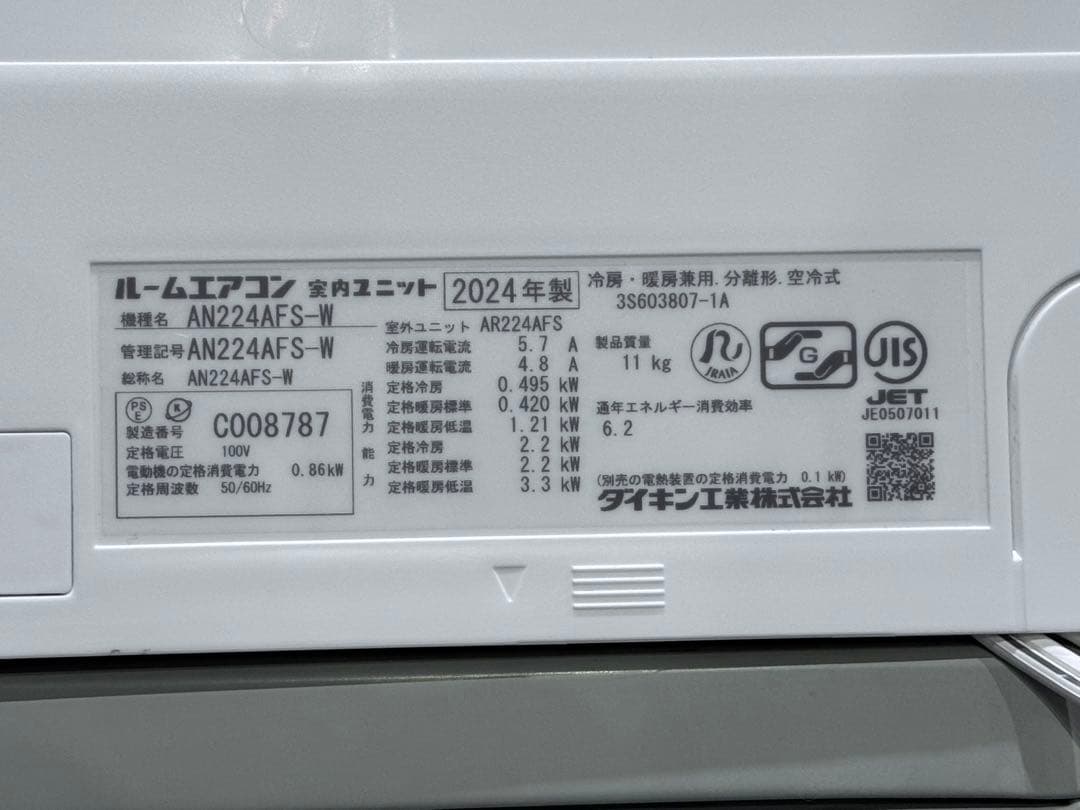 ルームエアコン 室内ユニット 2024年製
冷房・暖房兼用.分離形.空冷式
3S603807-1A
機種名 AN224AFS-W
管理記号 AN224AFS-W
総称名 AN224AFS-W
PS E
製造番号 C008787
定格電圧 100V
電動機の定格消費電力 0.86kW
定格周波数 50/60Hz
室外ユニット AR224AFS
冷房運転電流 5.7 A
暖房運転電流 4.8 A
消費電力
定格冷房 0.495 kW
定格暖房標準 0.420 kW
定格暖房低温 1.21 kW
能力
定格冷房 2.2 kW
定格暖房標準 2.2 kW
定格暖房低温 3.3 kW
製品質量
11 kg
JRAIA
G
JIS
JET
JE0507011
通年エネルギー消費効率
6.2
(別売の電熱装置の定格消費電力 0.1 kW)
ダイキン工業株式会社